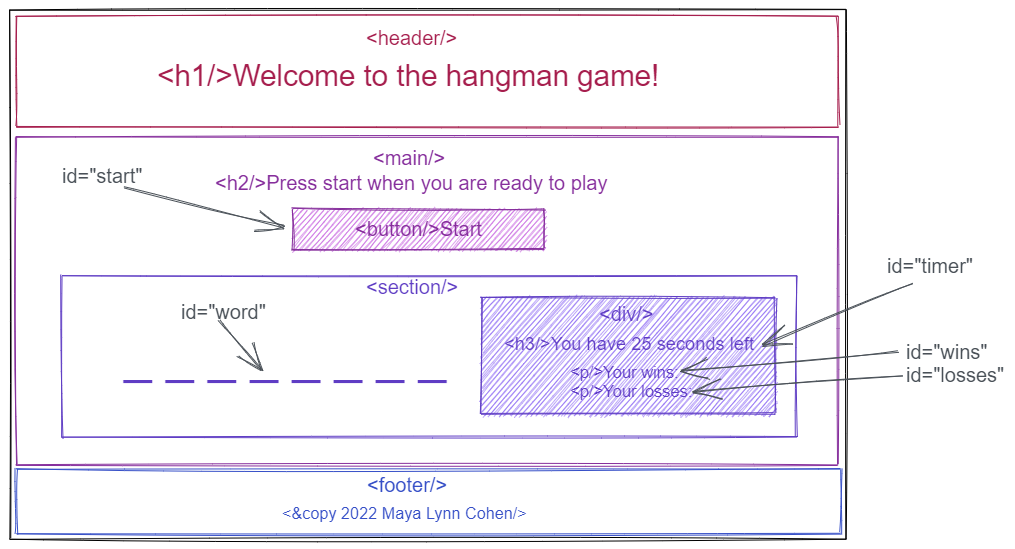 <header/>
<h1/>Welcome to the hangman game!
<main/>
id="start"
<h2/>Press start when you are ready to play
<button/>Start
<section/>
id="timer"
id="word"
<div/>
<h3/>You have 25 seconds left
id="wins"
<p/>Your wins
id="losses"
<p/>Your losses
<footer/>
<&copy 2022 Maya Lynn Cohen/>